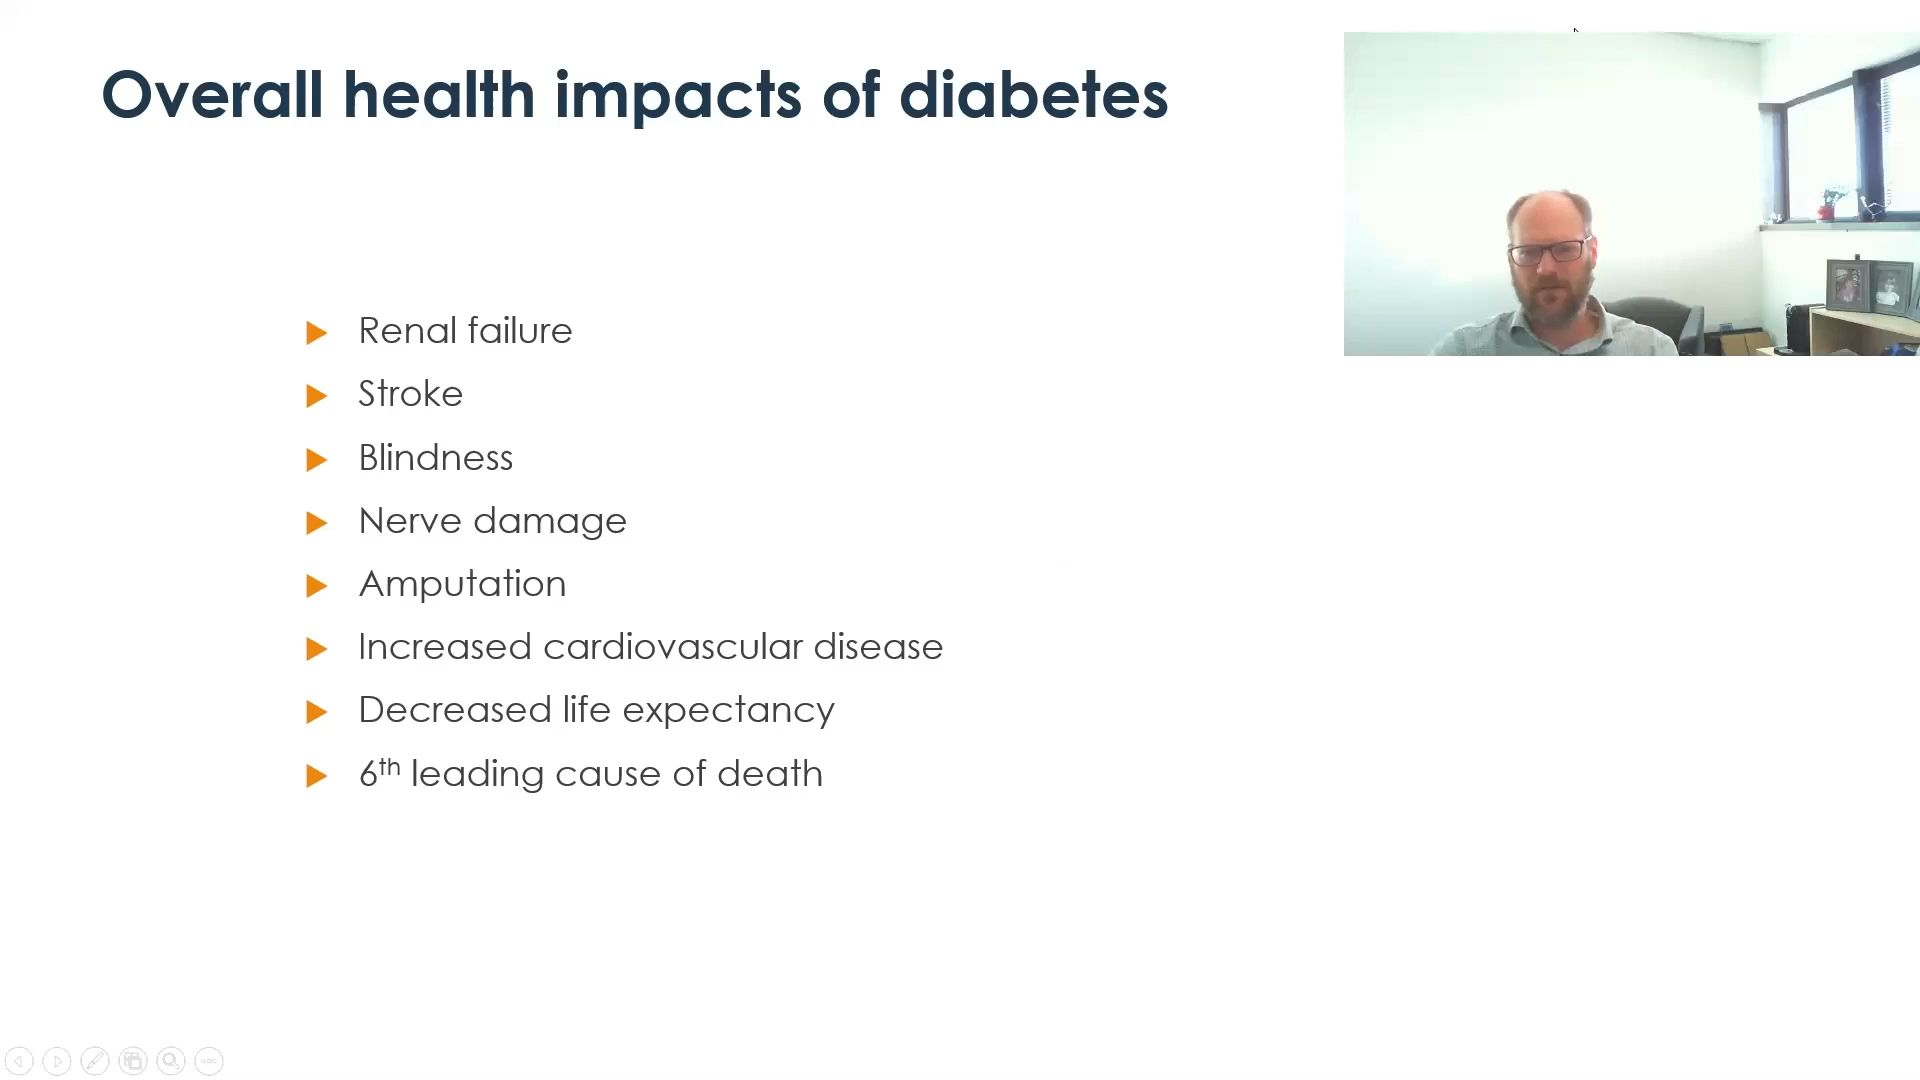 Overall health impacts of diabetes
Renal failure
Stroke
Blindness
Nerve damage
Amputation
Increased cardiovascular disease
Decreased life expectancy
6th leading cause of death